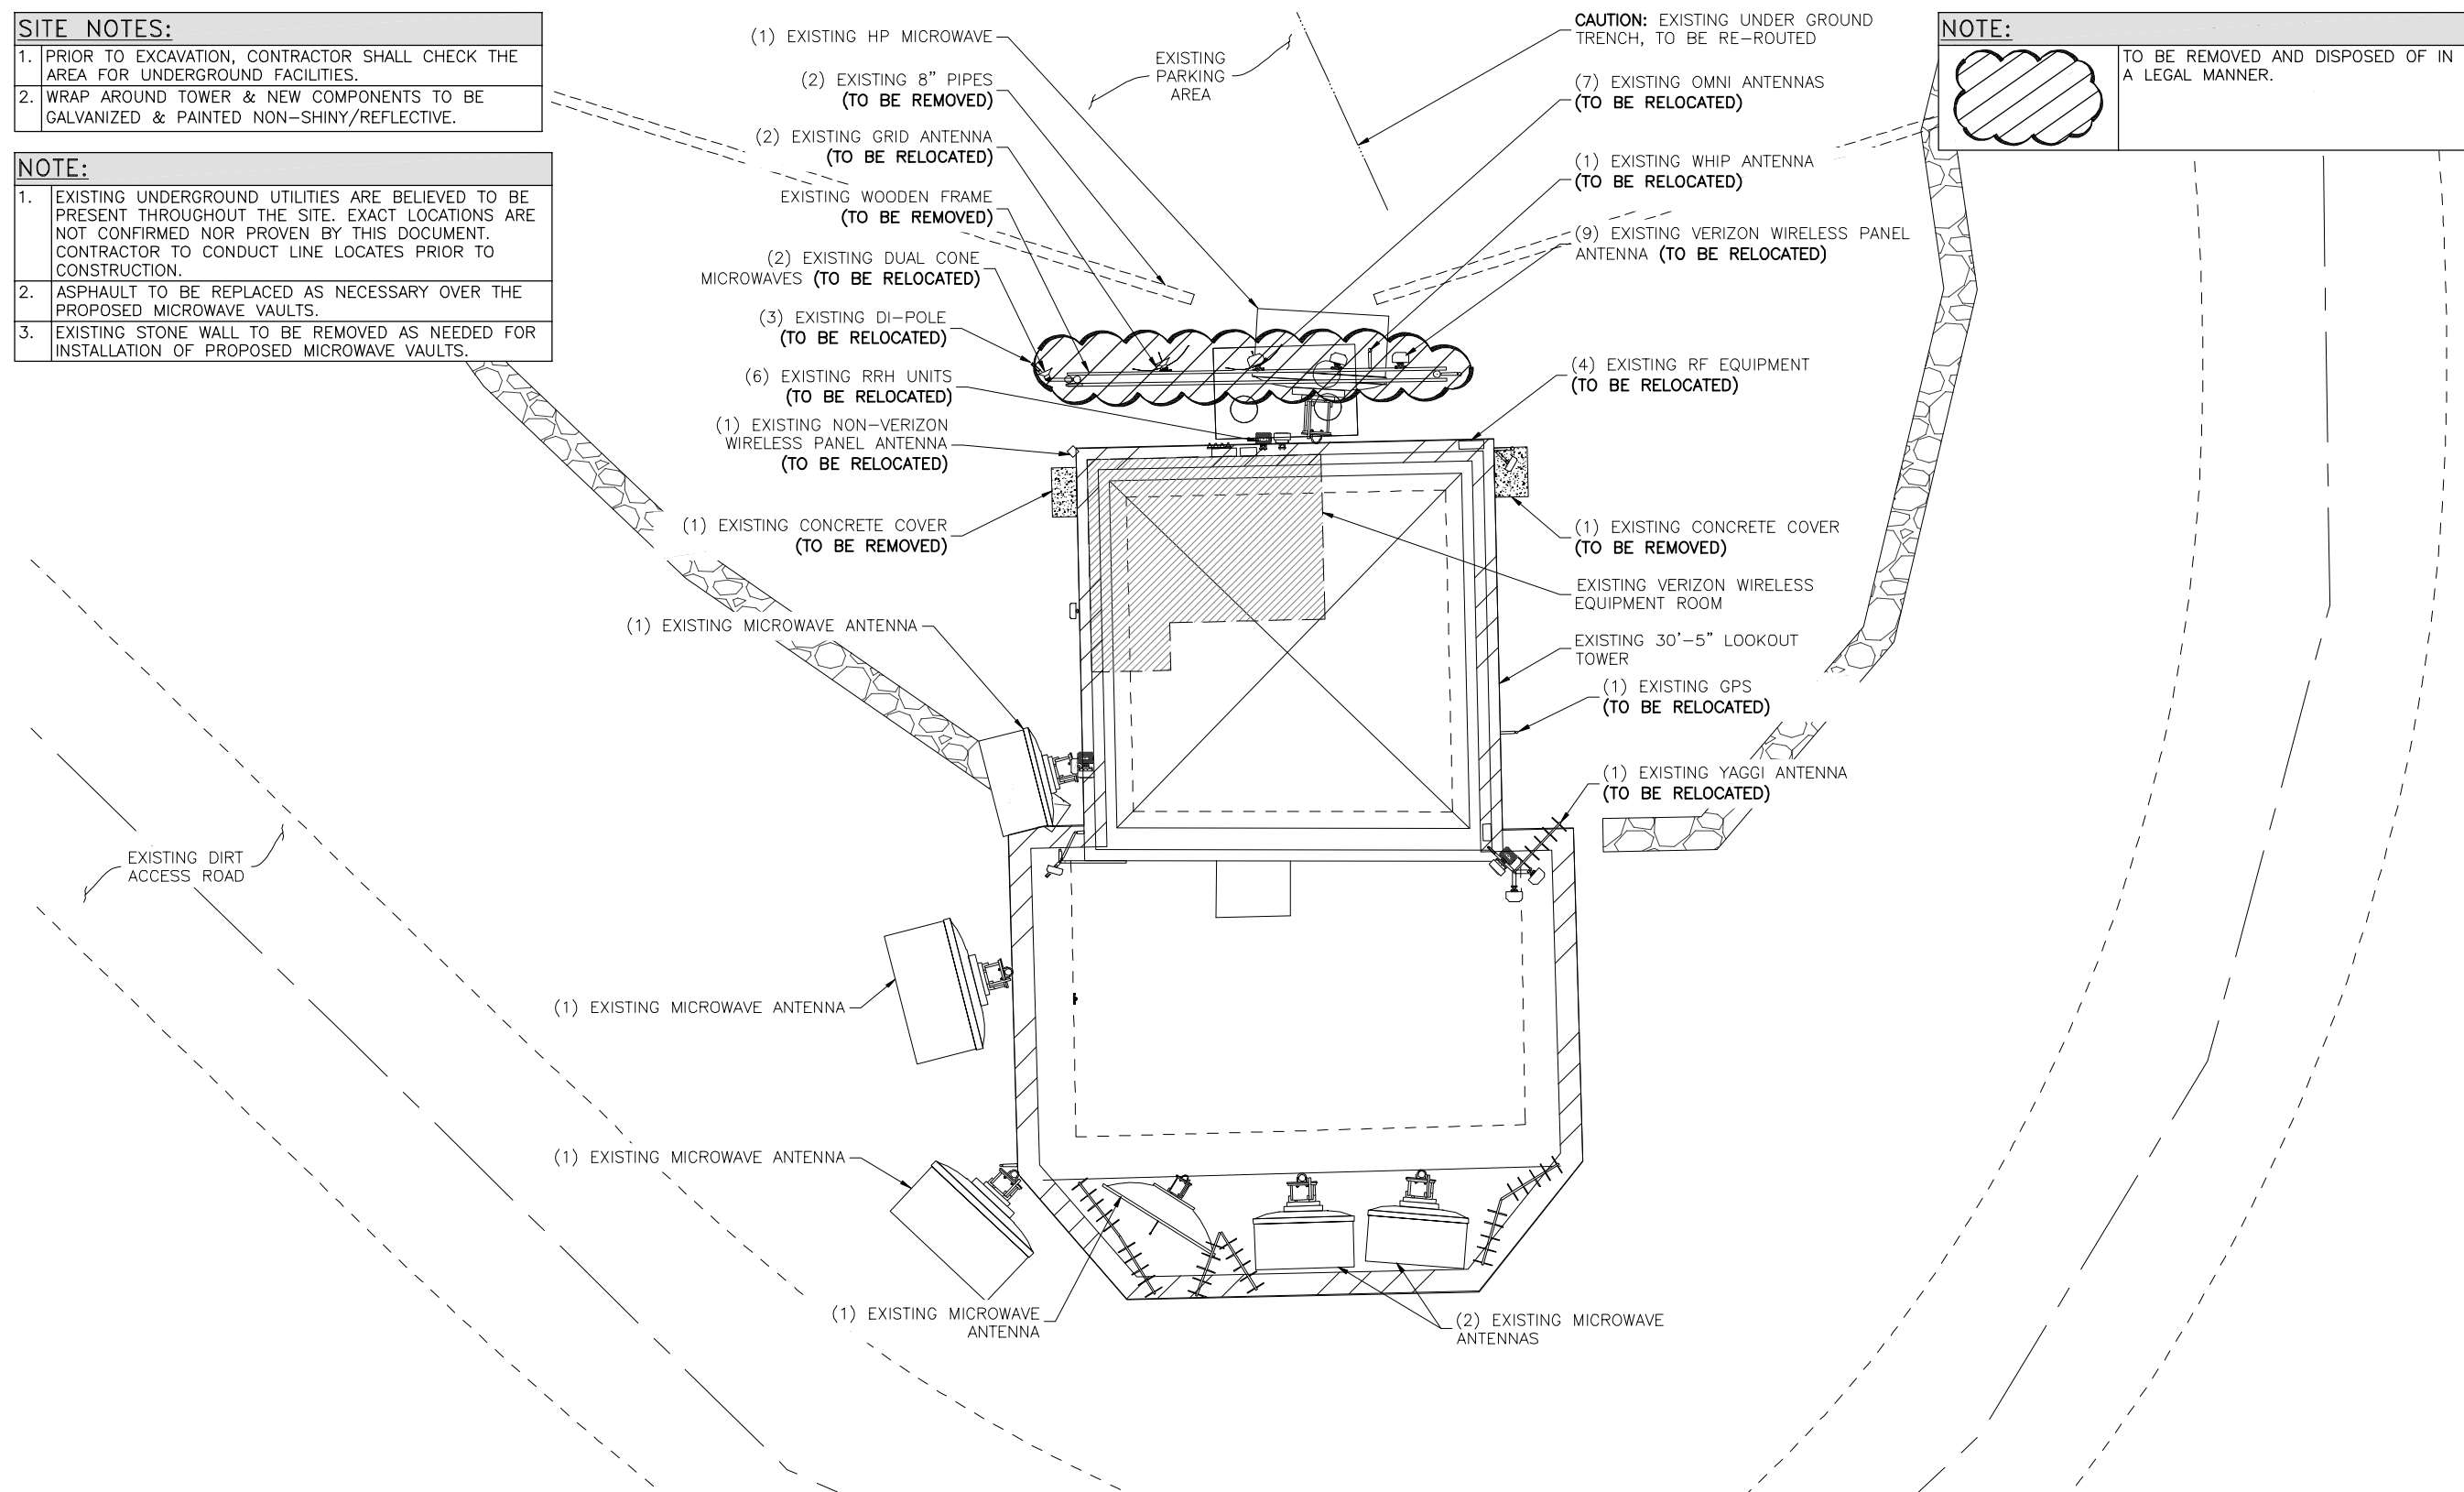 SITE NOTES:
1. PRIOR TO EXCAVATION, CONTRACTOR SHALL CHECK THE
AREA FOR UNDERGROUND FACILITIES.
2. WRAP AROUND TOWER & NEW COMPONENTS TO BE
GALVANIZED & PAINTED NON-SHINY/REFLECTIVE.
NOTE:
1. EXISTING UNDERGROUND UTILITIES ARE BELIEVED TO BE
PRESENT THROUGHOUT THE SITE. EXACT LOCATIONS ARE
NOT CONFIRMED NOR PROVEN BY THIS DOCUMENT.
CONTRACTOR TO CONDUCT LINE LOCATES PRIOR TO
CONSTRUCTION.
2. ASPHAULT TO BE REPLACED AS NECESSARY OVER THE
PROPOSED MICROWAVE VAULTS.
3. EXISTING STONE WALL TO BE REMOVED AS NEEDED FOR
INSTALLATION OF PROPOSED MICROWAVE VAULTS.
(1) EXISTING HP MICROWAVE
(2) EXISTING 8" PIPES
(TO BE REMOVED)
(2) EXISTING GRID ANTENNA
(TO BE RELOCATED)
EXISTING WOODEN FRAME
(TO BE REMOVED)
(2) EXISTING DUAL CONE
MICROWAVES (TO BE RELOCATED)
(3) EXISTING DI-POLE
(TO BE RELOCATED)
(6) EXISTING RRH UNITS
(TO BE RELOCATED)
(1) EXISTING NON-VERIZON
WIRELESS PANEL ANTENNA
(TO BE RELOCATED)
(1) EXISTING CONCRETE COVER
(TO BE REMOVED)
(1) EXISTING MICROWAVE ANTENNA
EXISTING DIRT
ACCESS ROAD
(1) EXISTING MICROWAVE ANTENNA
(1) EXISTING MICROWAVE ANTENNA
(1) EXISTING MICROWAVE
ANTENNA
EXISTING
PARKING
AREA
CAUTION: EXISTING UNDER GROUND
TRENCH, TO BE RE-ROUTED
(7) EXISTING OMNI ANTENNAS
(TO BE RELOCATED)
(1) EXISTING WHIP ANTENNA
(TO BE RELOCATED)
(9) EXISTING VERIZON WIRELESS PANEL
ANTENNA (TO BE RELOCATED)
(4) EXISTING RF EQUIPMENT
(TO BE RELOCATED)
(1) EXISTING CONCRETE COVER
(TO BE REMOVED)
EXISTING VERIZON WIRELESS
EQUIPMENT ROOM
EXISTING 30'-5" LOOKOUT
TOWER
(1) EXISTING GPS
(TO BE RELOCATED)
(1) EXISTING YAGGI ANTENNA
(TO BE RELOCATED)
(2) EXISTING MICROWAVE
ANTENNAS
NOTE:
TO BE REMOVED AND DISPOSED OF IN
A LEGAL MANNER.